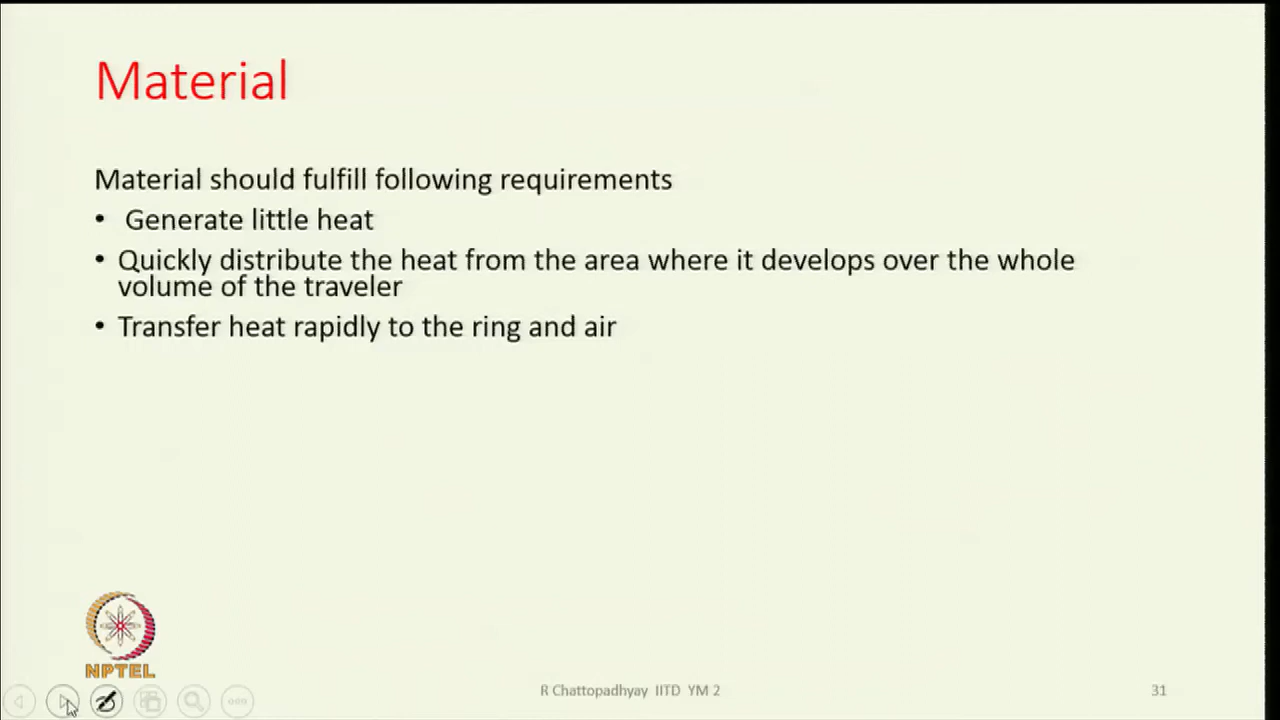 Material
Material should fulfill following requirements
• Generate little heat
• Quickly distribute the heat from the area where it develops over the whole
volume of the traveler
• Transfer heat rapidly to the ring and air
NPTEL
R Chattopadhyay IITD YM 2
31